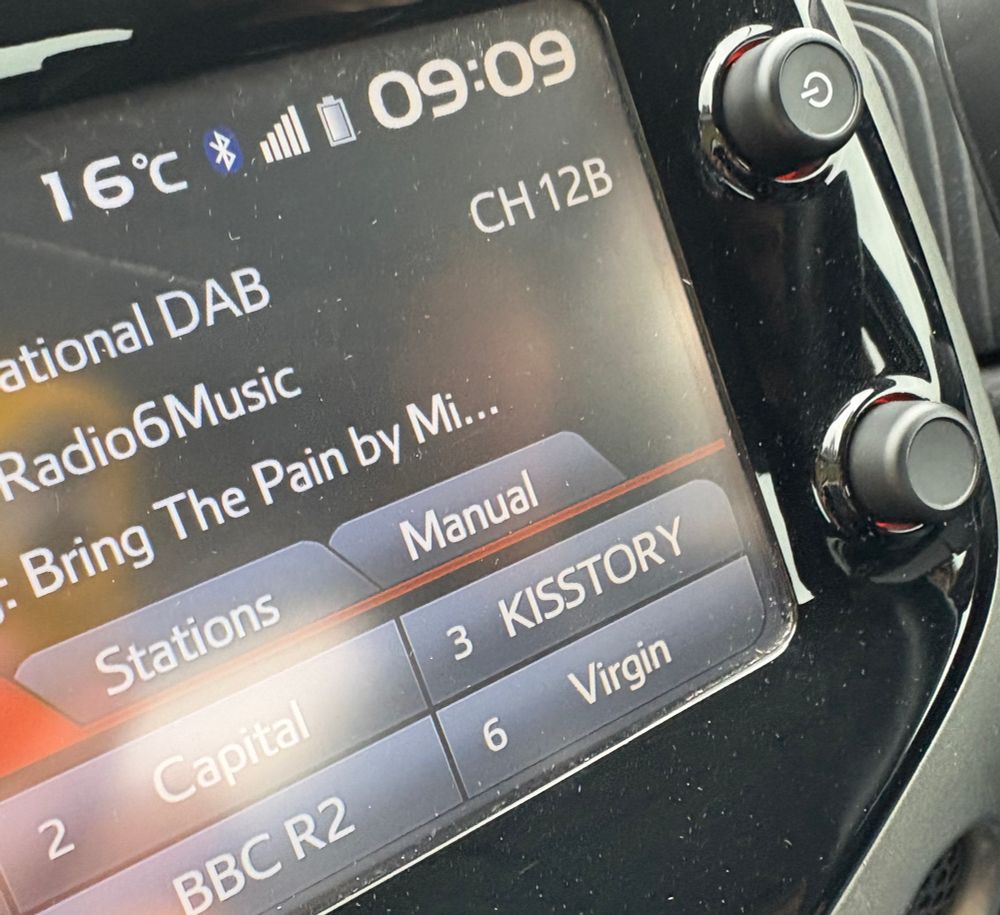 16°C 09:09
CH 12B
ational DAB
Radio6Music
: Bring The Pain by Mi...
Stations Manual
2 Capital 3 KISSTORY
BBC R2 6 Virgin